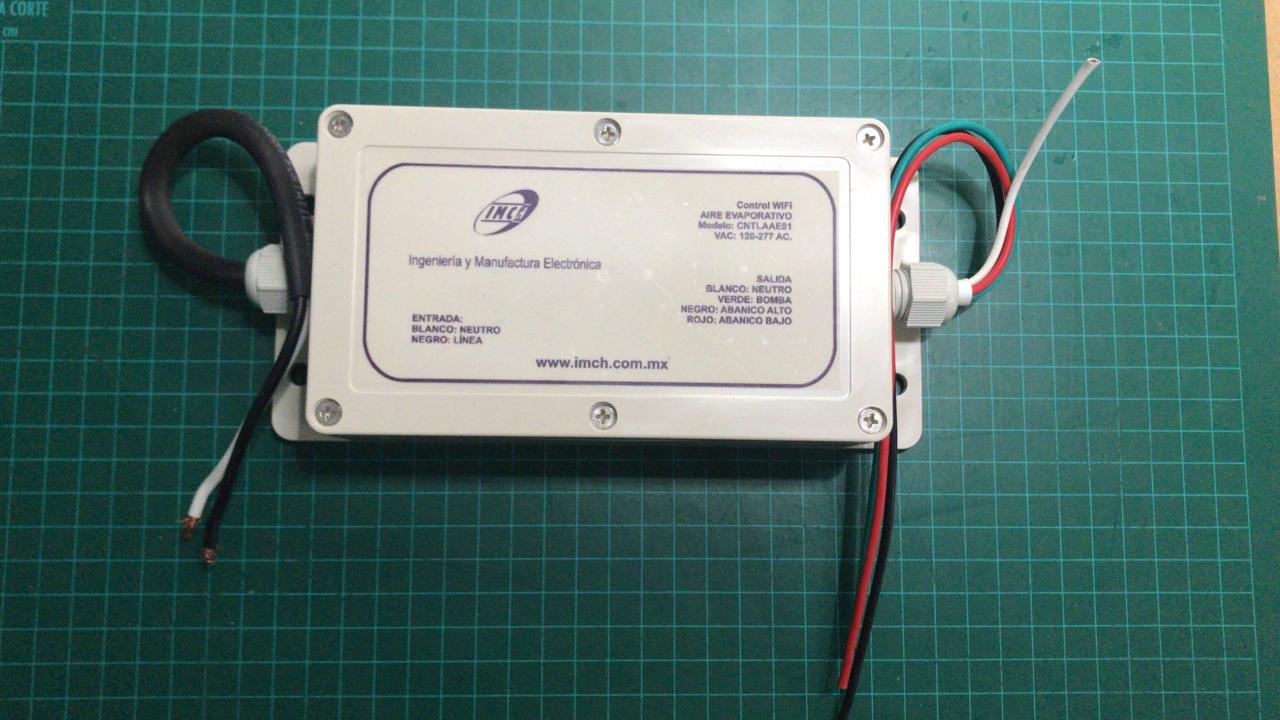 A CORTE
cm
IMCH
Ingeniería y Manufactura Electrónica
Control WIFI
AIRE EVAPORATIVO
Modelo: CNTLAAE01
VAC: 120-277 AC.
SALIDA
BLANCO: NEUTRO
VERDE: BOMBA
NEGRO: ABANICO ALTO
ROJO: ABANICO BAJO
ENTRADA:
BLANCO: NEUTRO
NEGRO: LÍNEA
www.imch.com.mx